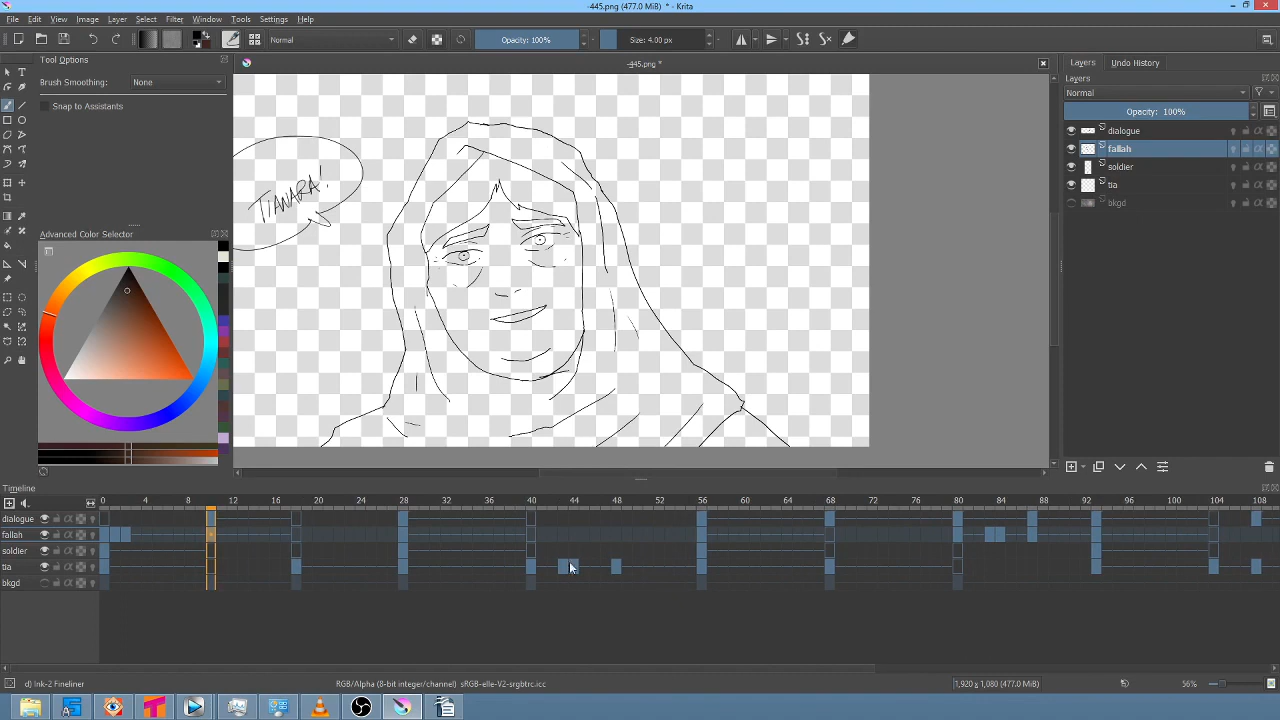 -445.png (477.0 MiB) * - Krita
File Edit View Image Layer Select Filter Window Tools Settings Help
Normal Opacity: 100% Size: 4.00 px
Tool Options -445.png * Layers Undo History
Brush Smoothing: None
Snap to Assistants
Layers
Normal
Opacity: 100%
dialogue
fallah
soldier
tia
bkgd
TIANARA!
Advanced Color Selector
Timeline
0 4 8 12 16 20 24 28 32 36 40 44 48 52 56 60 64 68 72 76 80 84 88 92 96 100 104 108
dialogue
fallah
soldier
tia
bkgd
d) Ink-2 Fineliner RGB/Alpha (8-bit integer/channel) sRGB-elle-V2-srgbtrc.icc 1,920 x 1,080 (477.0 MiB) 56%